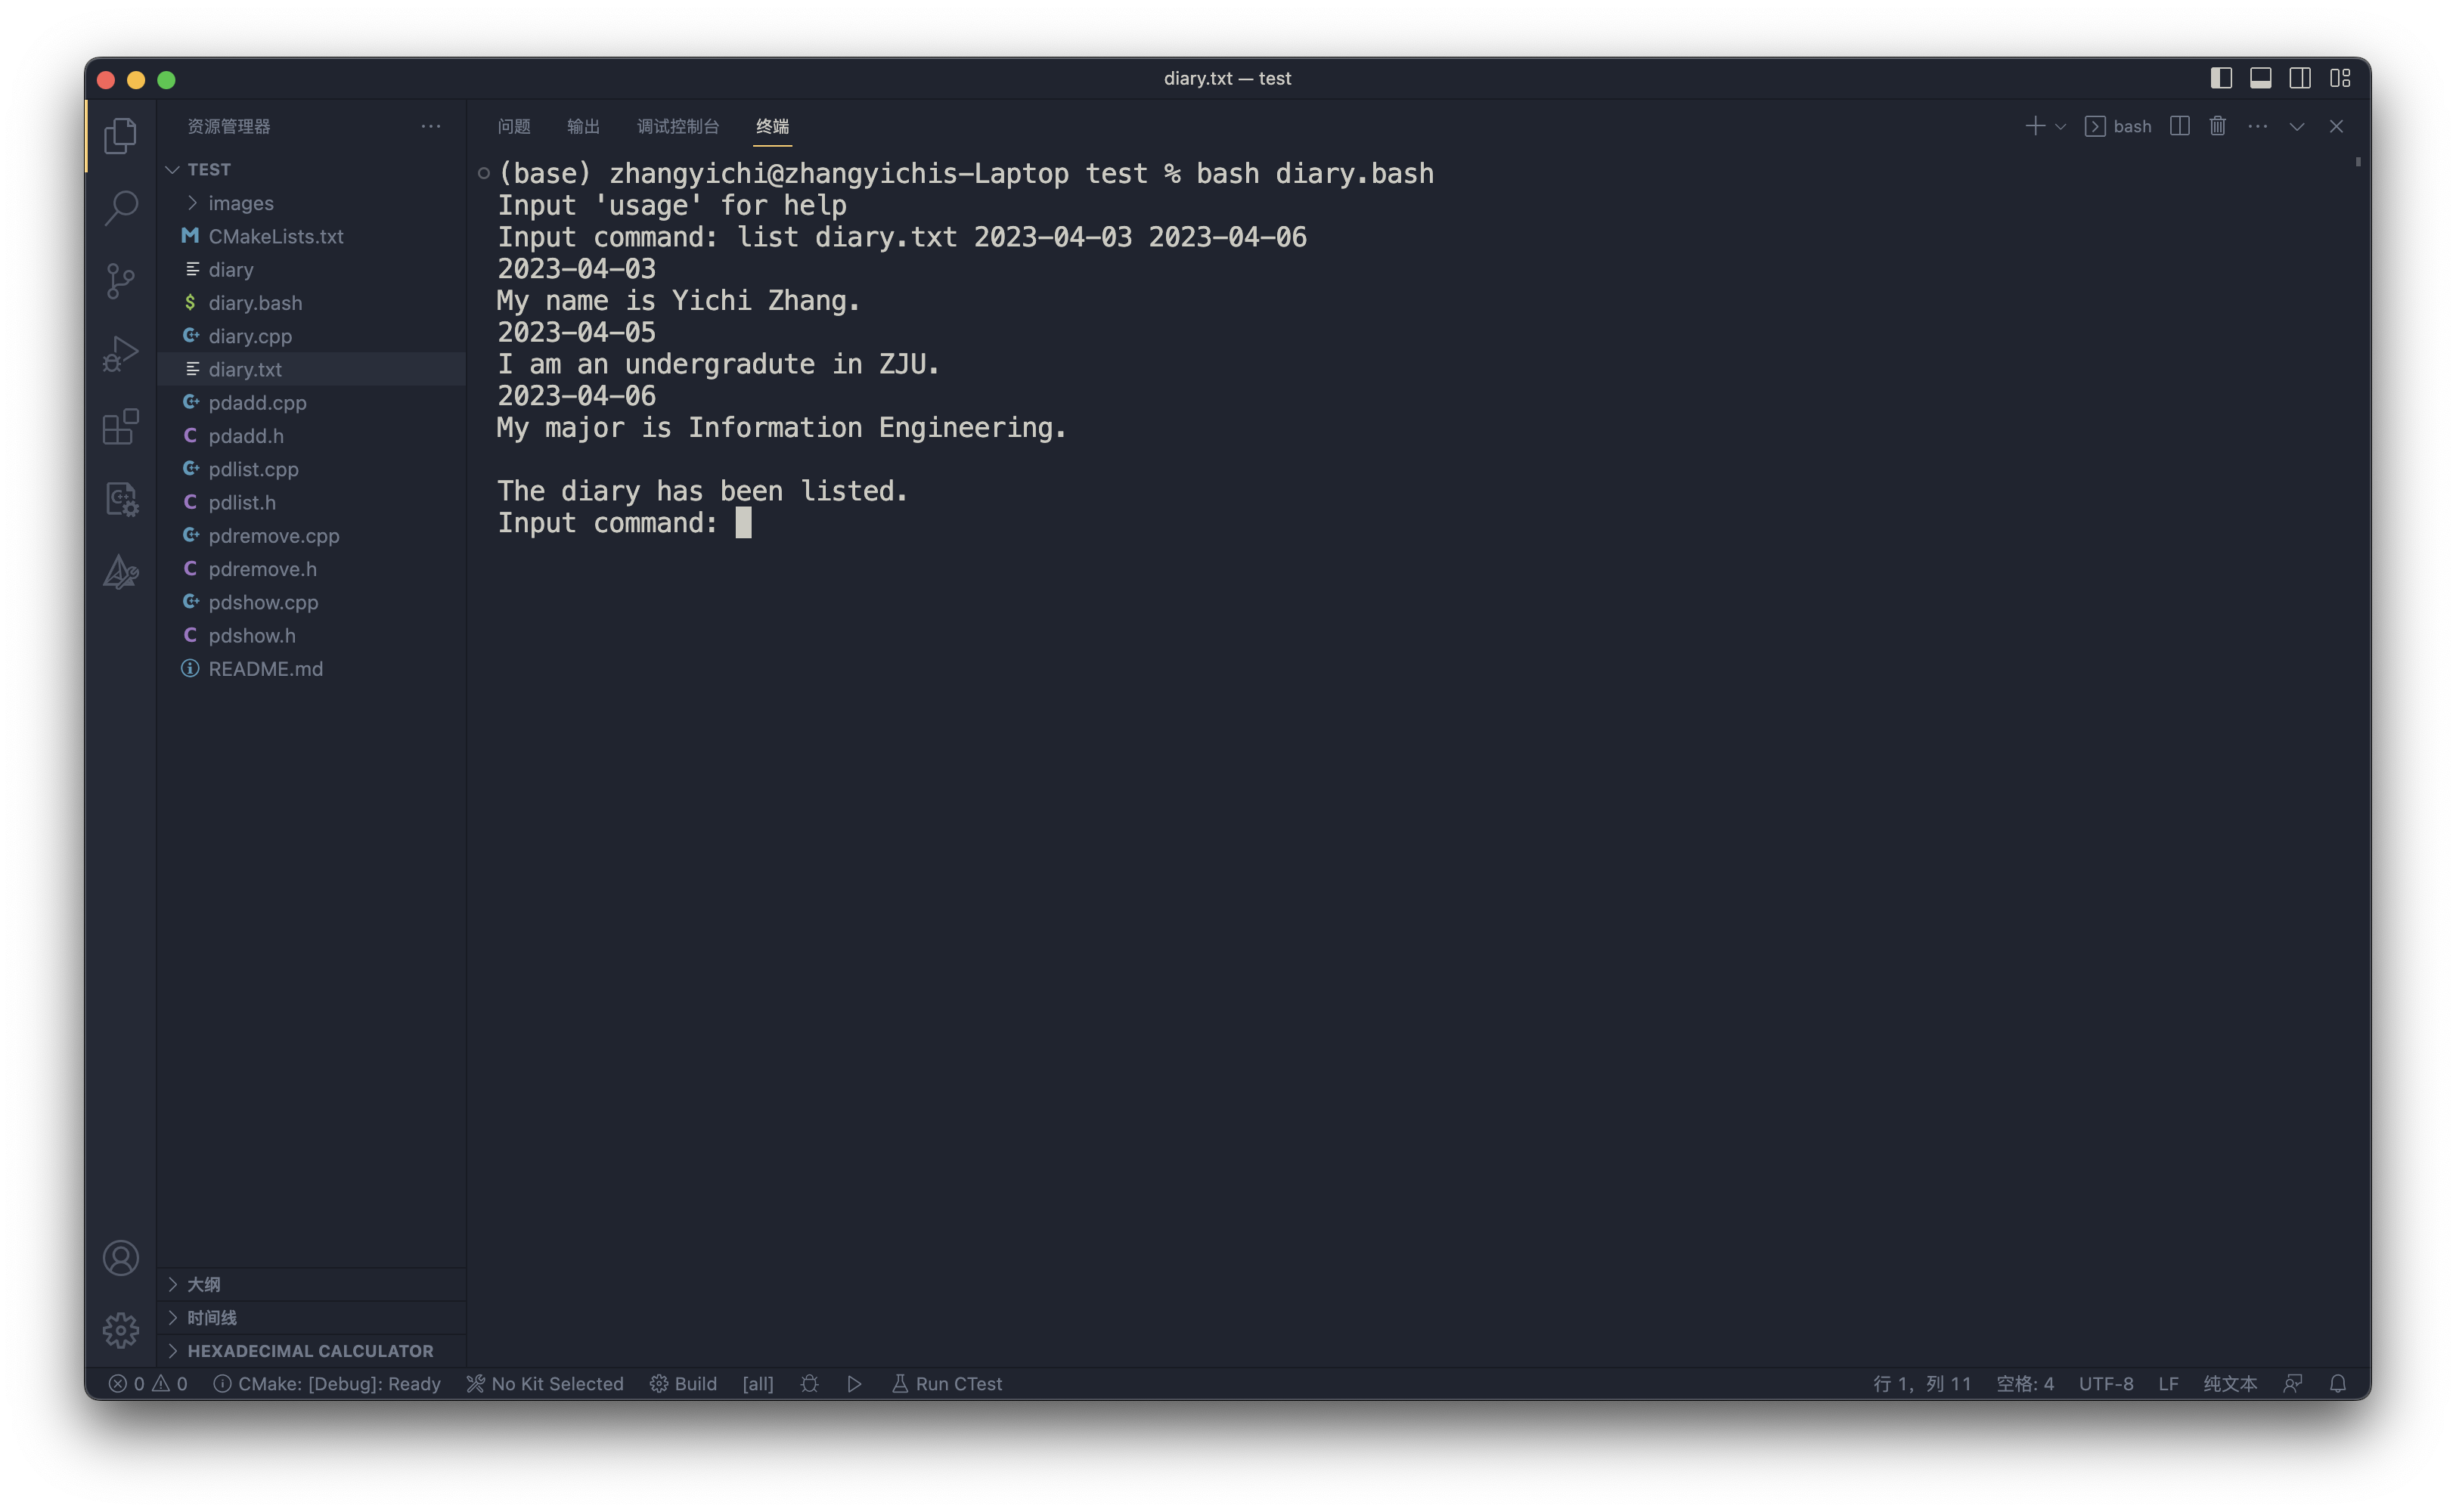 diary.txt — test
资源管理器
TEST
images
CMakeLists.txt
diary
diary.bash
diary.cpp
diary.txt
pdadd.cpp
pdadd.h
pdlist.cpp
pdlist.h
pdremove.cpp
pdremove.h
pdshow.cpp
pdshow.h
README.md
大纲
时间线
HEXADECIMAL CALCULATOR
问题 输出 调试控制台 终端
bash
(base) zhangyichi@zhangyichis-Laptop test % bash diary.bash
Input 'usage' for help
Input command: list diary.txt 2023-04-03 2023-04-06
2023-04-03
My name is Yichi Zhang.
2023-04-05
I am an undergradute in ZJU.
2023-04-06
My major is Information Engineering.
The diary has been listed.
Input command:
0 0 CMake: [Debug]: Ready No Kit Selected Build [all] Run CTest 行 1，列 11 空格: 4 UTF-8 LF 纯文本